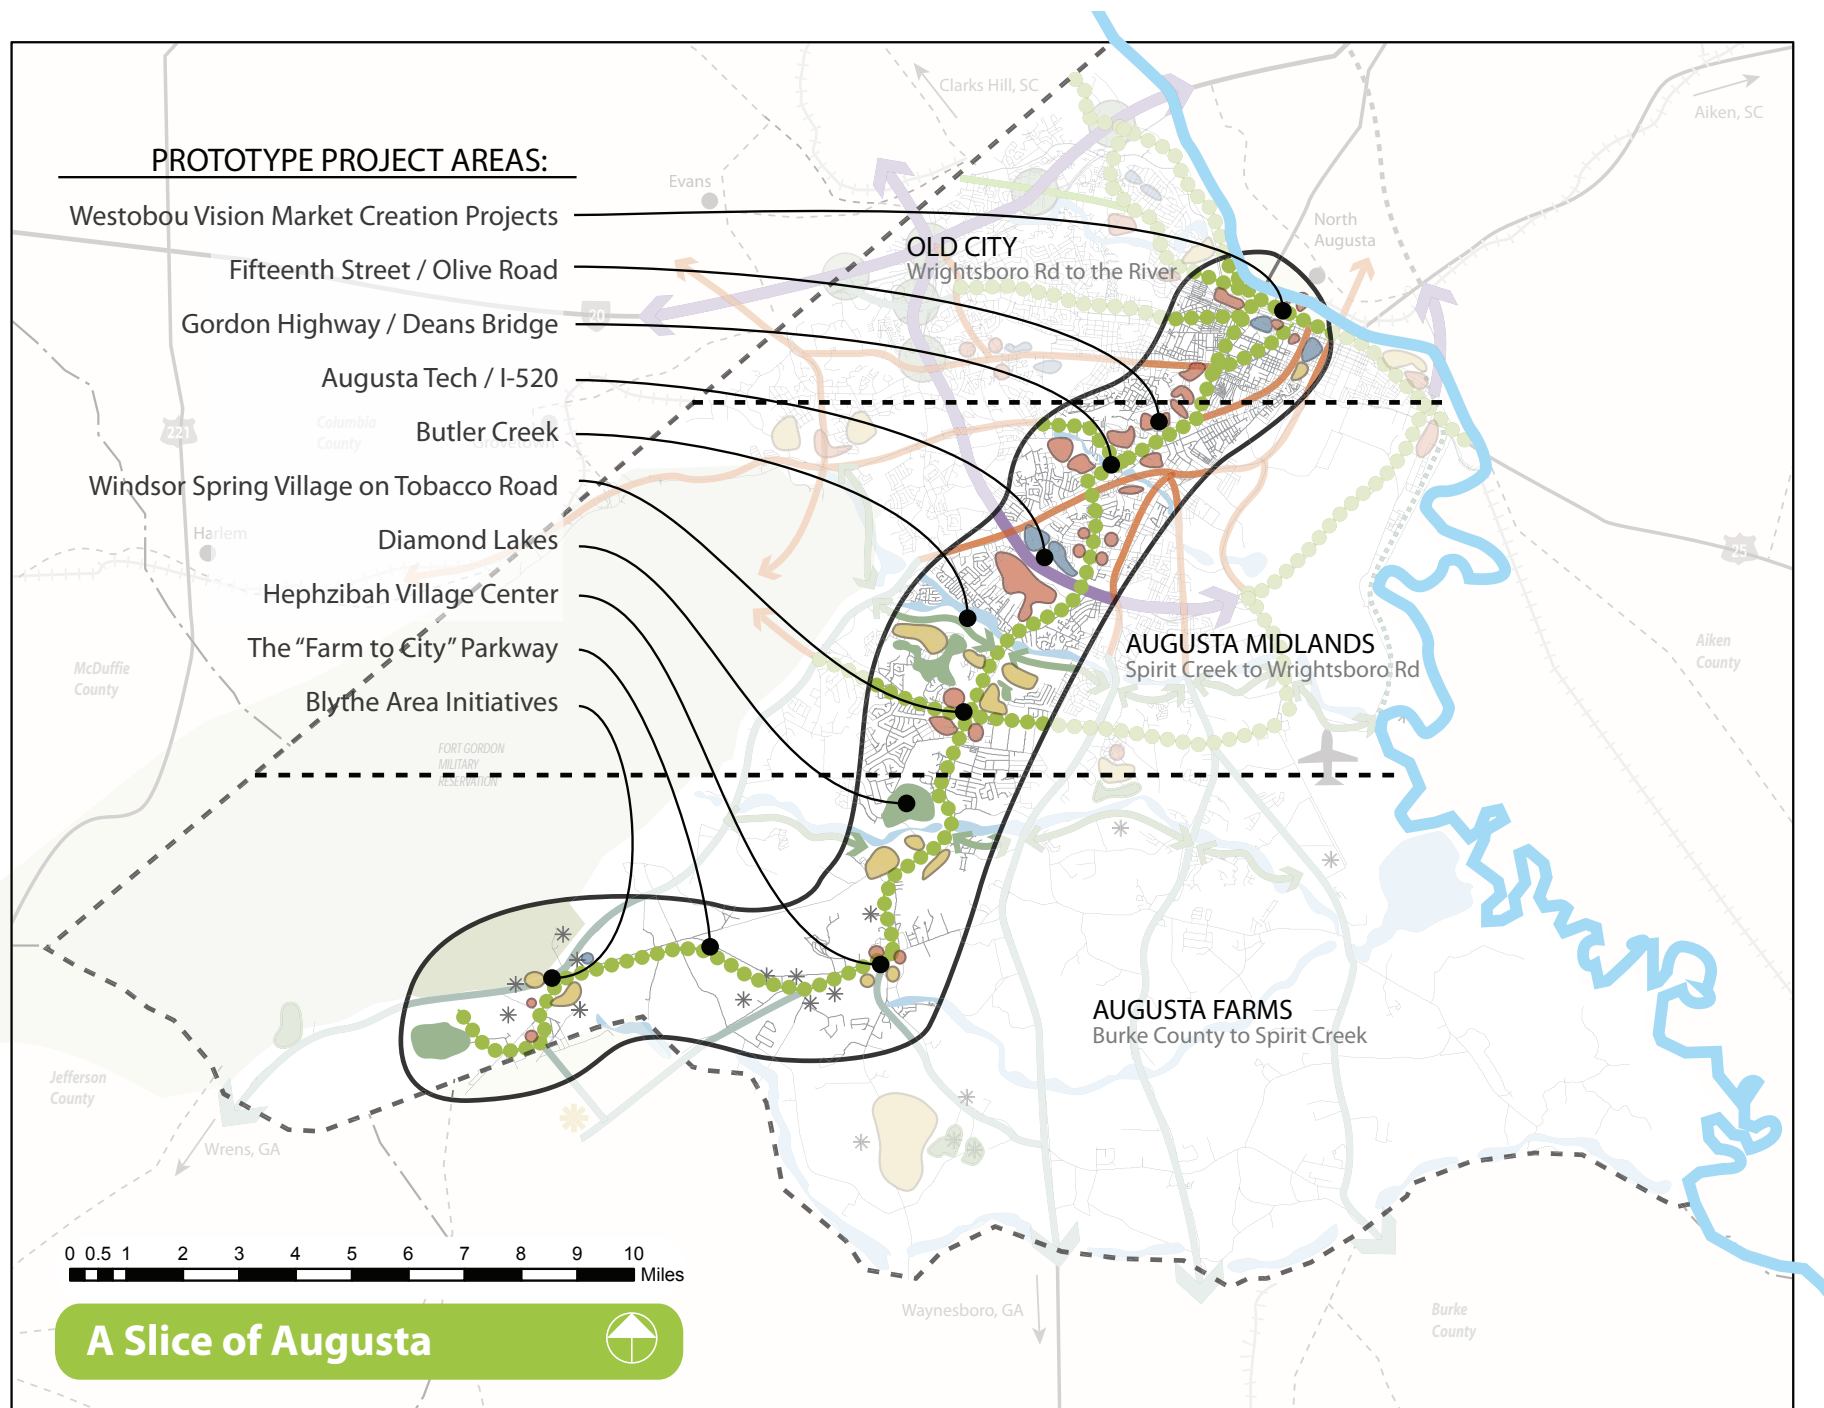 Clarks Hill, SC
Aiken, SC
PROTOTYPE PROJECT AREAS:
Evans
Westobou Vision Market Creation Projects
North
Augusta
OLD CITY
Wrightsboro Rd to the River
Fifteenth Street / Olive Road
20
Gordon Highway / Deans Bridge
Augusta Tech / I-520
221
Columbia
County
Butler Creek
Grovetown
Windsor Spring Village on Tobacco Road
Harlem
Diamond Lakes
25
Hephzibah Village Center
AUGUSTA MIDLANDS
Spirit Creek to Wrightsboro Rd
Aiken
County
The “Farm to City” Parkway
McDuffie
County
Blythe Area Initiatives
FORT GORDON
MILITARY
RESERVATION
AUGUSTA FARMS
Burke County to Spirit Creek
Jefferson
County
Wrens, GA
0 0.5 1 2 3 4 5 6 7 8 9 10
Miles
Waynesboro, GA
Burke
County
A Slice of Augusta